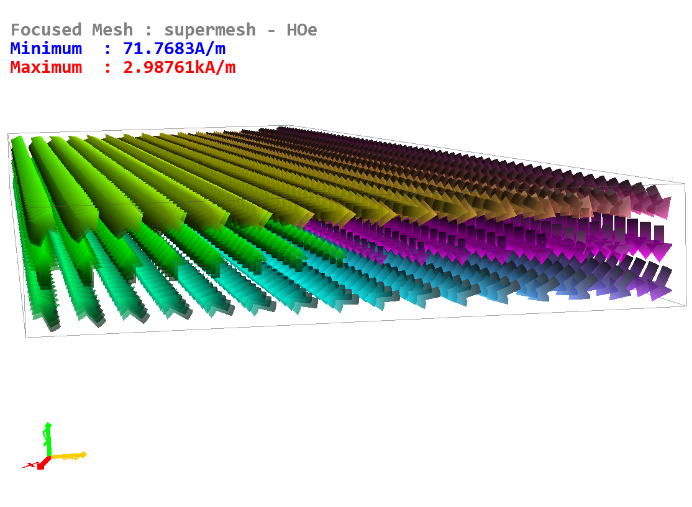 Focused Mesh : supermesh - HOe
Minimum  : 71.7683A/m
Maximum  : 2.98761kA/m